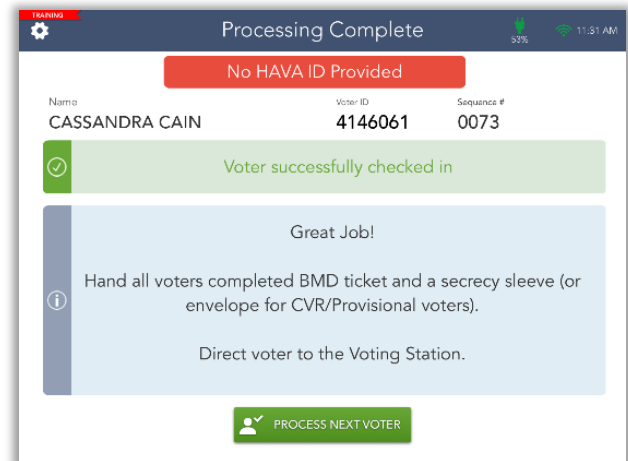 TRAINING
Processing Complete
53%
11:31 AM
No HAVA ID Provided
Name
Voter ID
Sequence #
CASSANDRA CAIN
4146061
0073
Voter successfully checked in
Great Job!
Hand all voters completed BMD ticket and a secrecy sleeve (or
envelope for CVR/Provisional voters).
Direct voter to the Voting Station.
PROCESS NEXT VOTER